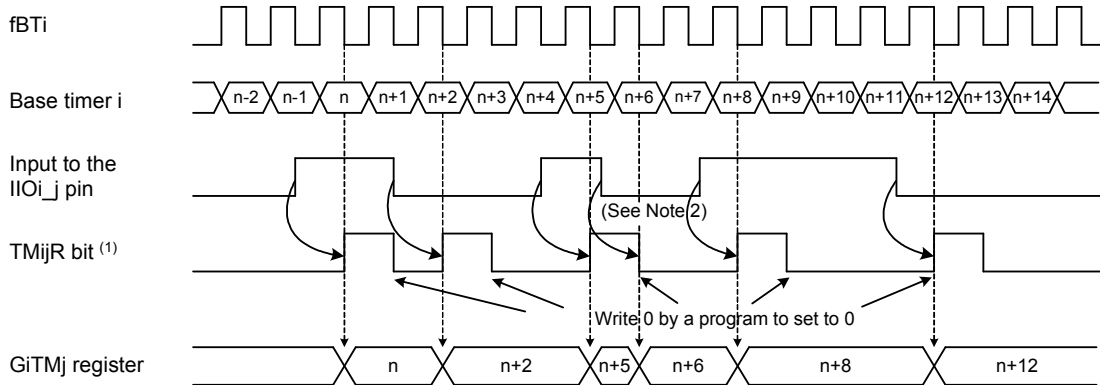 fBTi
Base timer i
n-2 n-1 n n+1 n+2 n+3 n+4 n+5 n+6 n+7 n+8 n+9 n+10 n+11 n+12 n+13 n+14
Input to the
IIOi_j pin
(See Note 2)
TMijR bit (1)
Write 0 by a program to set to 0
GiTMj register
n n+2 n+5 n+6 n+8 n+12